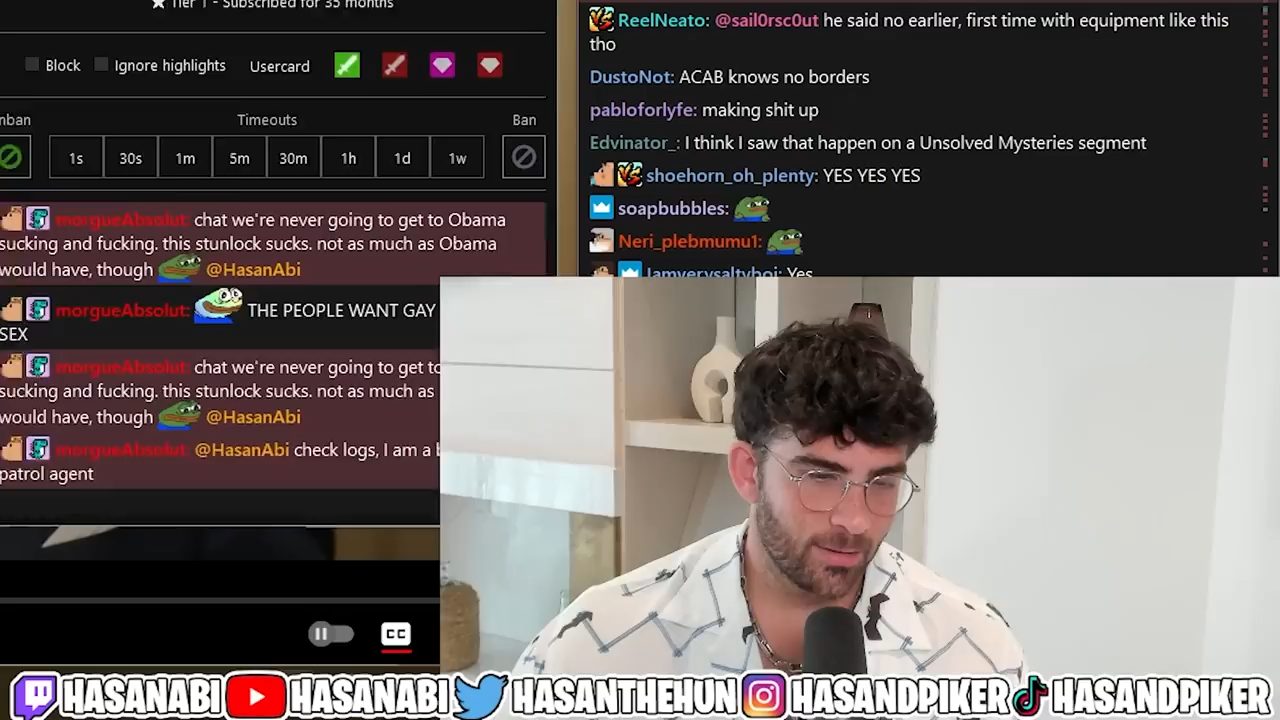 Tier 1 - Subscribed for 35 months
Block
Ignore highlights
Usercard
nban
Timeouts
Ban
1s
30s
1m
5m
30m
1h
1d
1w
morgueAbsolut: chat we're never going to get to Obama
sucking and fucking. this stunlock sucks. not as much as Obama
would have, though @HasanAbi
morgueAbsolut: THE PEOPLE WANT GAY
SEX
morgueAbsolut: chat we're never going to get to
sucking and fucking. this stunlock sucks. not as much as
would have, though @HasanAbi
morgueAbsolut: @HasanAbi check logs, I am a b
patrol agent
CC
ReelNeato: @sail0rsc0ut he said no earlier, first time with equipment like this
tho
DustoNot: ACAB knows no borders
pabloforlyfe: making shit up
Edvinator_: I think I saw that happen on a Unsolved Mysteries segment
shoehorn_oh_plenty: YES YES YES
soapbubbles:
Neri_plebmumu1:
Iamverysaltyboi: Yes
HASANABI HASANABI HASANTHEHUN HASANDPIKER HASANDPIKER